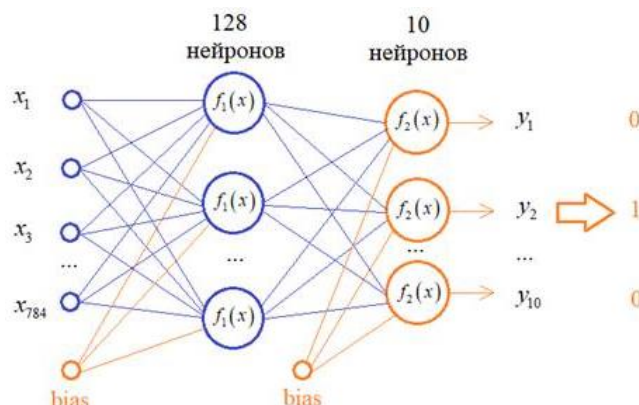 128
нейронов
10
нейронов
x1
x2
x3
...
x784
bias
f1(x)
f1(x)
...
f1(x)
bias
f2(x)
f2(x)
...
f2(x)
y1
y2
...
y10
0
1
0